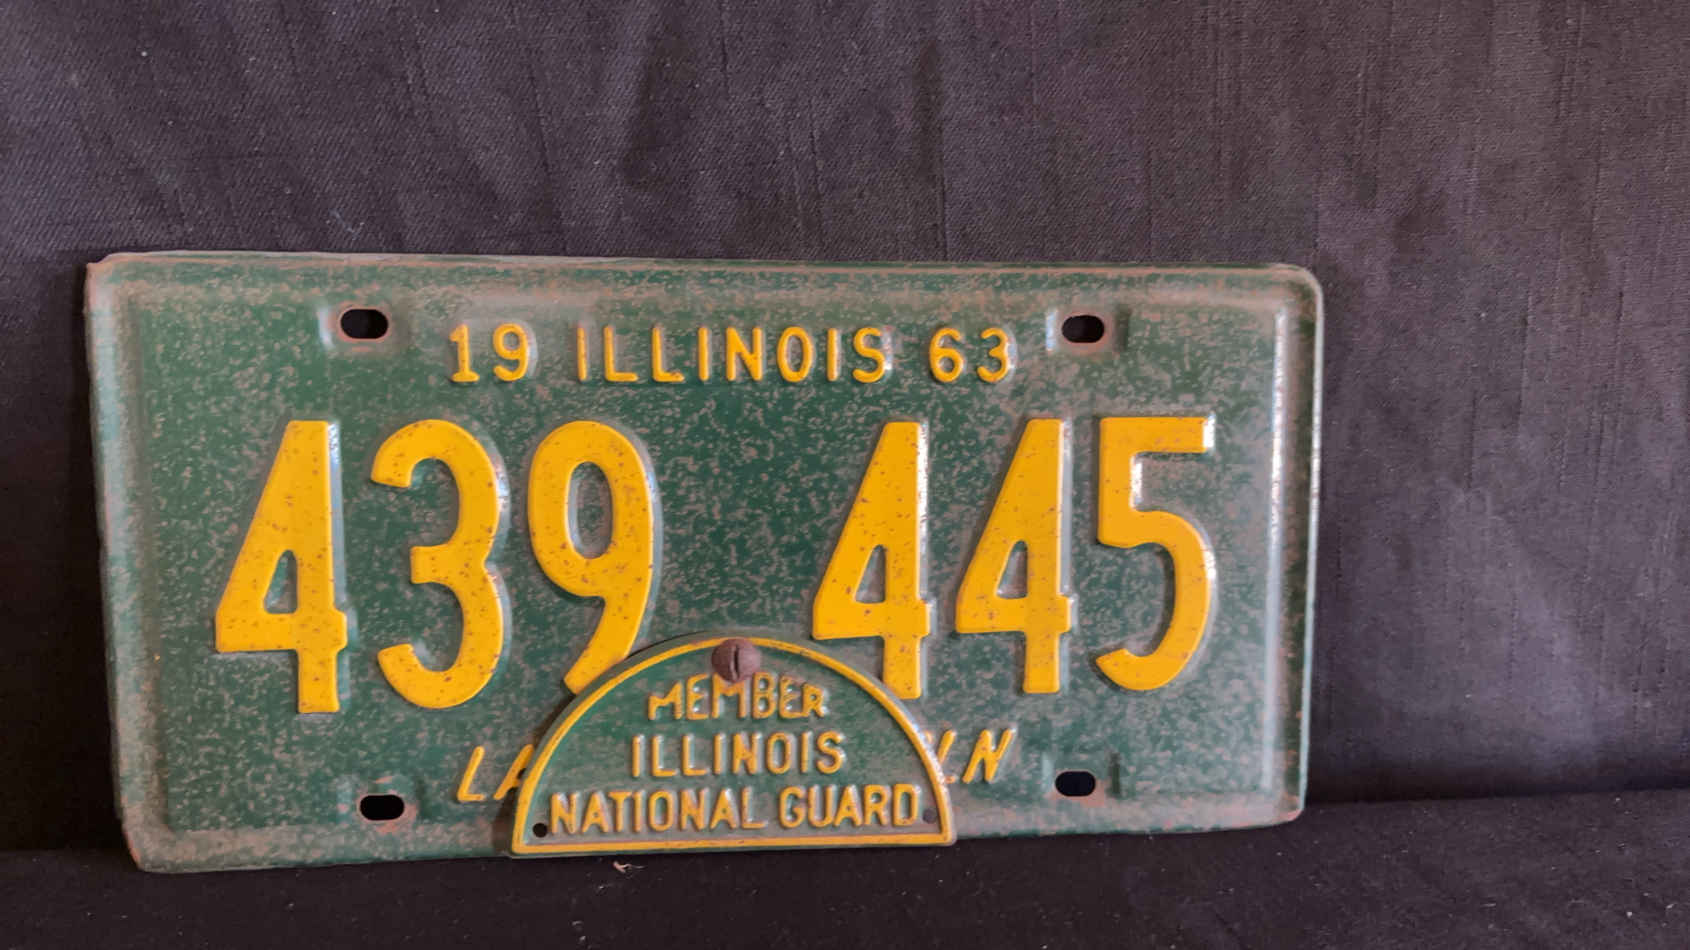 19 ILLINOIS 63
439 445
MEMBER
ILLINOIS
NATIONAL GUARD